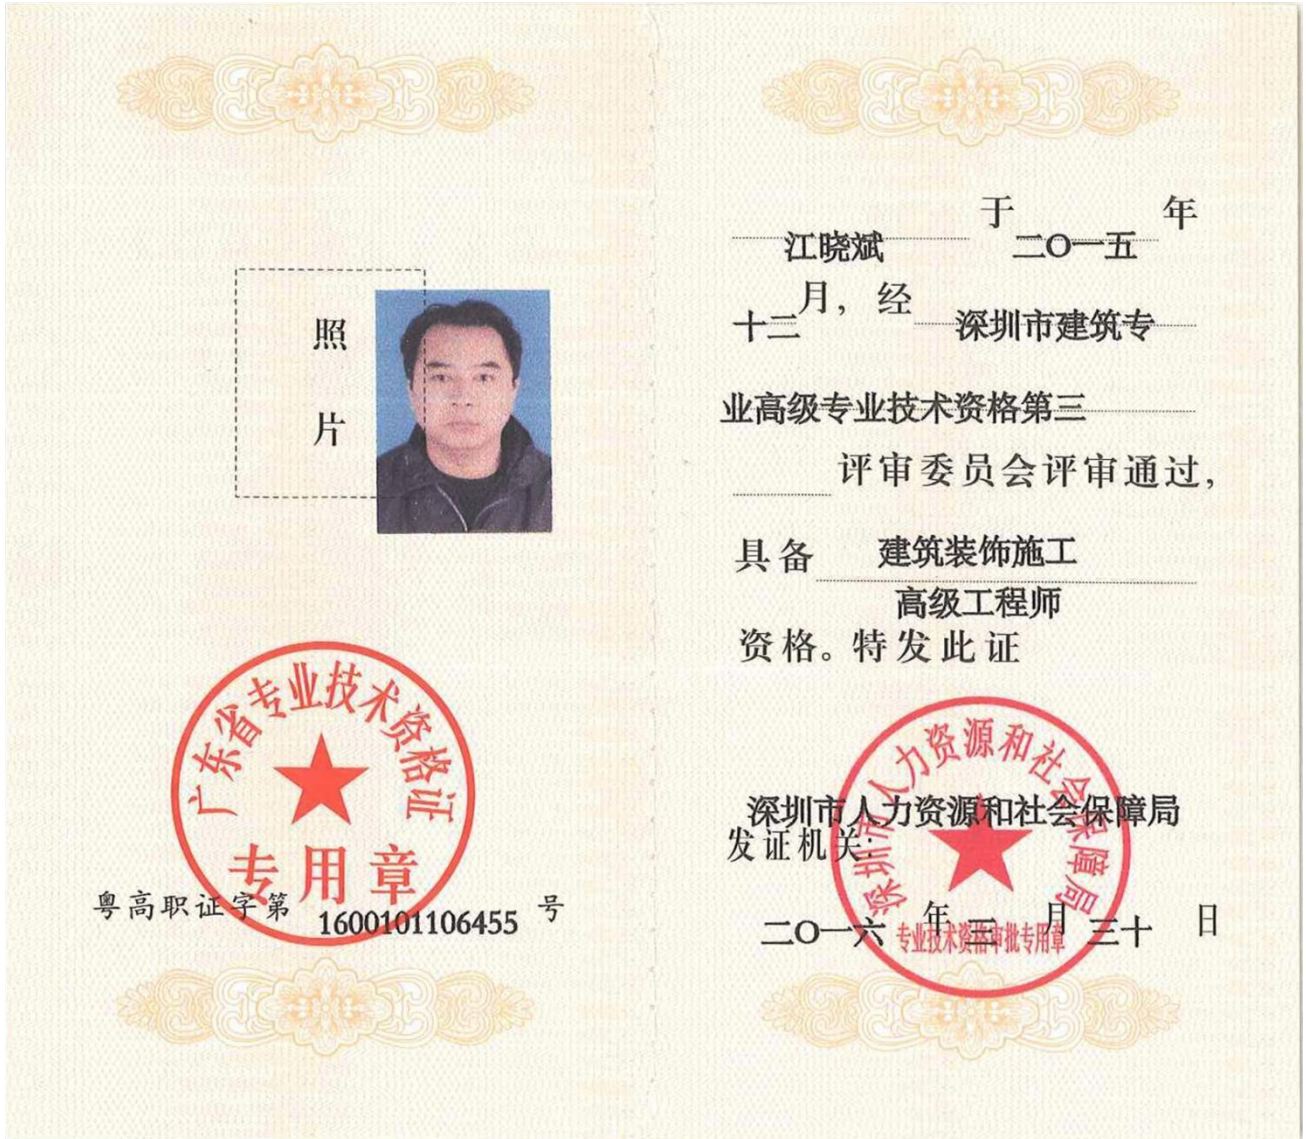 照
片
广东省专业技术资格证
专用章
粤高职证字第 1600101106455 号
江晓斌 于 二〇一五 年
十二月，经 深圳市建筑专
业高级专业技术资格第三
评审委员会评审通过，
具备 建筑装饰施工
高级工程师
资格。特发此证
深圳市人力资源和社会保障局
深圳市人力资源和社会保障局
发证机关：
二〇一六 年 三 月 三十 日
专业技术资格审批专用章